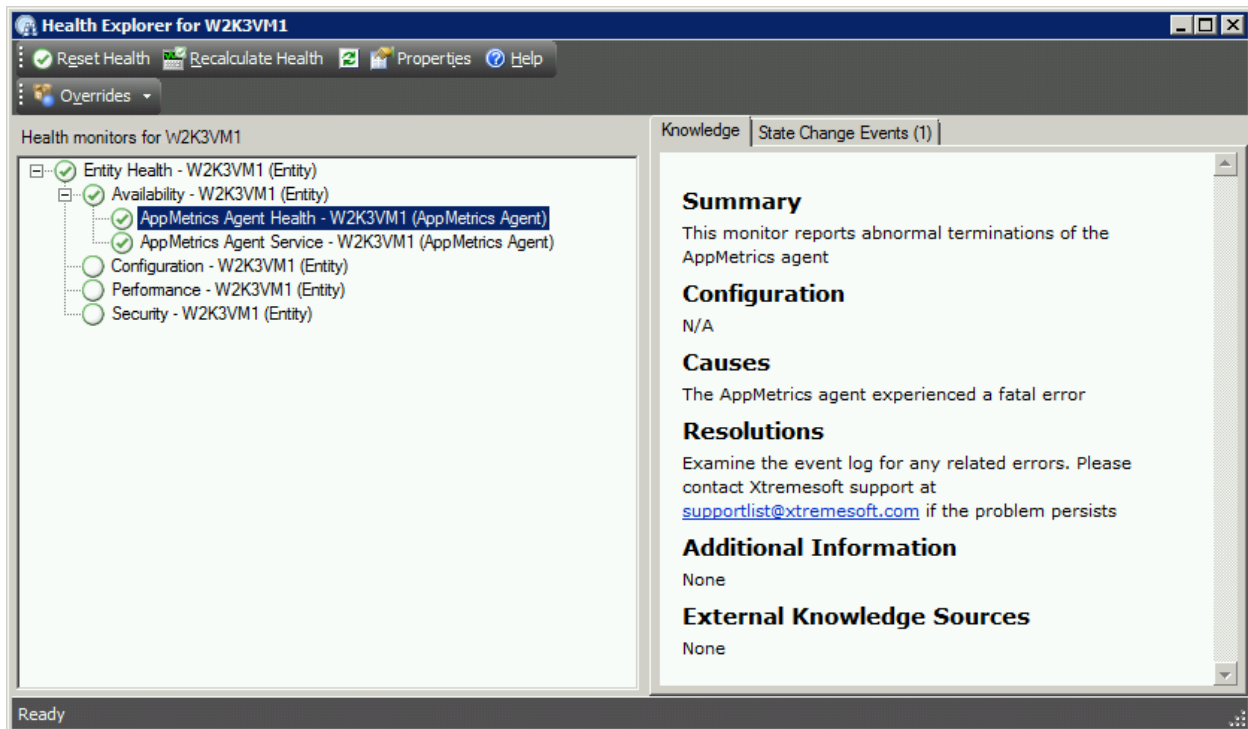 Health Explorer for W2K3VM1
Reset Health Recalculate Health Properties Help
Overrides
Health monitors for W2K3VM1
Entity Health - W2K3VM1 (Entity)
Availability - W2K3VM1 (Entity)
AppMetrics Agent Health - W2K3VM1 (AppMetrics Agent)
AppMetrics Agent Service - W2K3VM1 (AppMetrics Agent)
Configuration - W2K3VM1 (Entity)
Performance - W2K3VM1 (Entity)
Security - W2K3VM1 (Entity)
Knowledge State Change Events (1)
Summary
This monitor reports abnormal terminations of the
AppMetrics agent
Configuration
N/A
Causes
The AppMetrics agent experienced a fatal error
Resolutions
Examine the event log for any related errors. Please
contact Xtremesoft support at
supportlist@xtremesoft.com if the problem persists
Additional Information
None
External Knowledge Sources
None
Ready